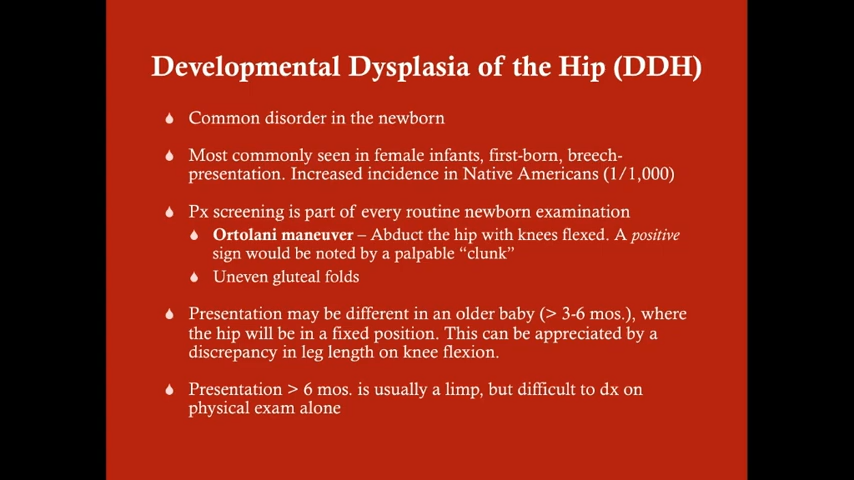 Developmental Dysplasia of the Hip (DDH)
Common disorder in the newborn
Most commonly seen in female infants, first-born, breech-
presentation. Increased incidence in Native Americans (1/1,000)
Px screening is part of every routine newborn examination
Ortolani maneuver – Abduct the hip with knees flexed. A positive
sign would be noted by a palpable “clunk”
Uneven gluteal folds
Presentation may be different in an older baby (> 3-6 mos.), where
the hip will be in a fixed position. This can be appreciated by a
discrepancy in leg length on knee flexion.
Presentation > 6 mos. is usually a limp, but difficult to dx on
physical exam alone